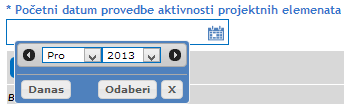 * Početni datum provedbe aktivnosti projektnih elemenata
Pro 2013
Danas Odaberi X